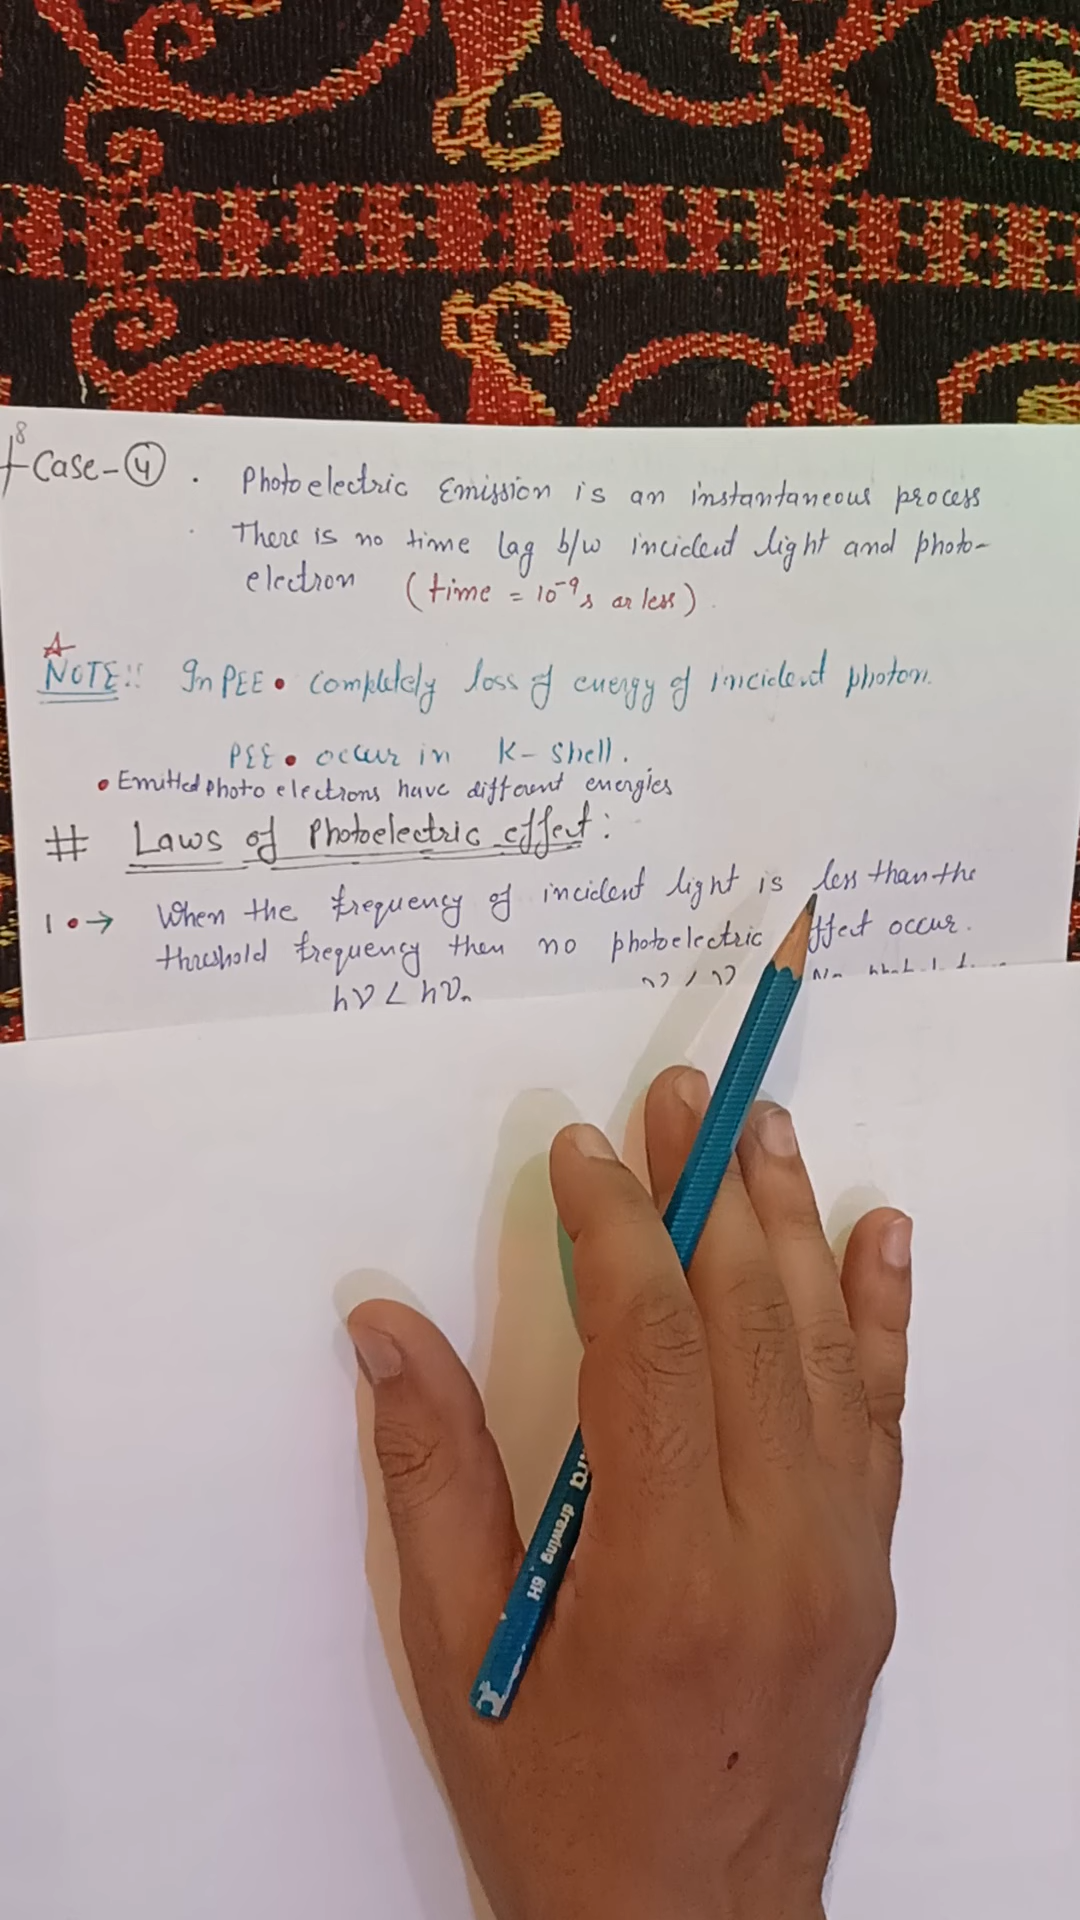 8
Case-④ . Photoelectric Emission is an instantaneous process
. There is no time lag b/w incident light and photo-
electron (time = 10⁻⁹s or less).
NOTE!! In PEE • completely loss of energy of incident photon.
PEE • occur in K-shell.
• Emitted photo electrons have different energies
# Laws of Photoelectric effect:
1 •→ When the frequency of incident light is less than the
threshold frequency then no photoelectric effect occur.
hν < hν₀
drawing 6H